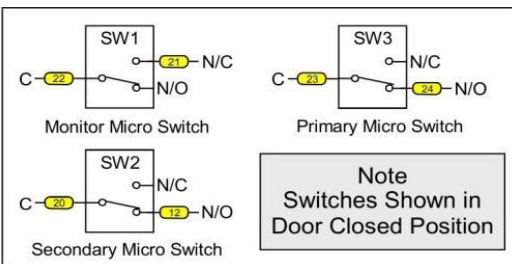 SW1
21 N/C
C 22
N/O
Monitor Micro Switch
SW3
N/C
C 23
24 N/O
Primary Micro Switch
SW2
N/C
C 20
12 N/O
Secondary Micro Switch
Note
Switches Shown in
Door Closed Position